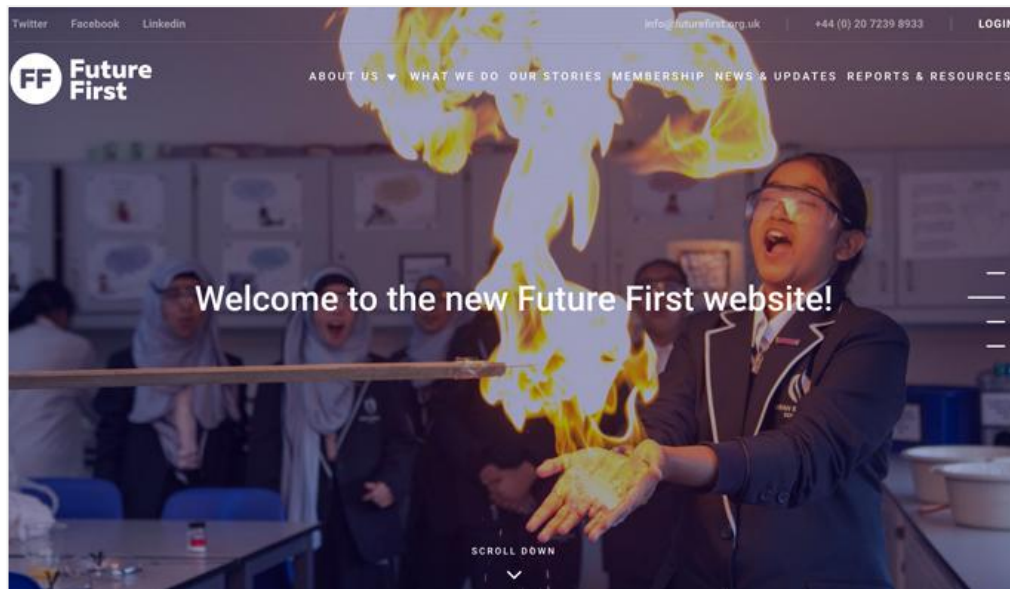 Twitter Facebook Linkedin info@futurefirst.org.uk | +44 (0) 20 7239 8933 | LOGIN
FF Future
First
ABOUT US WHAT WE DO OUR STORIES MEMBERSHIP NEWS & UPDATES REPORTS & RESOURCES
Welcome to the new Future First website!
SCROLL DOWN